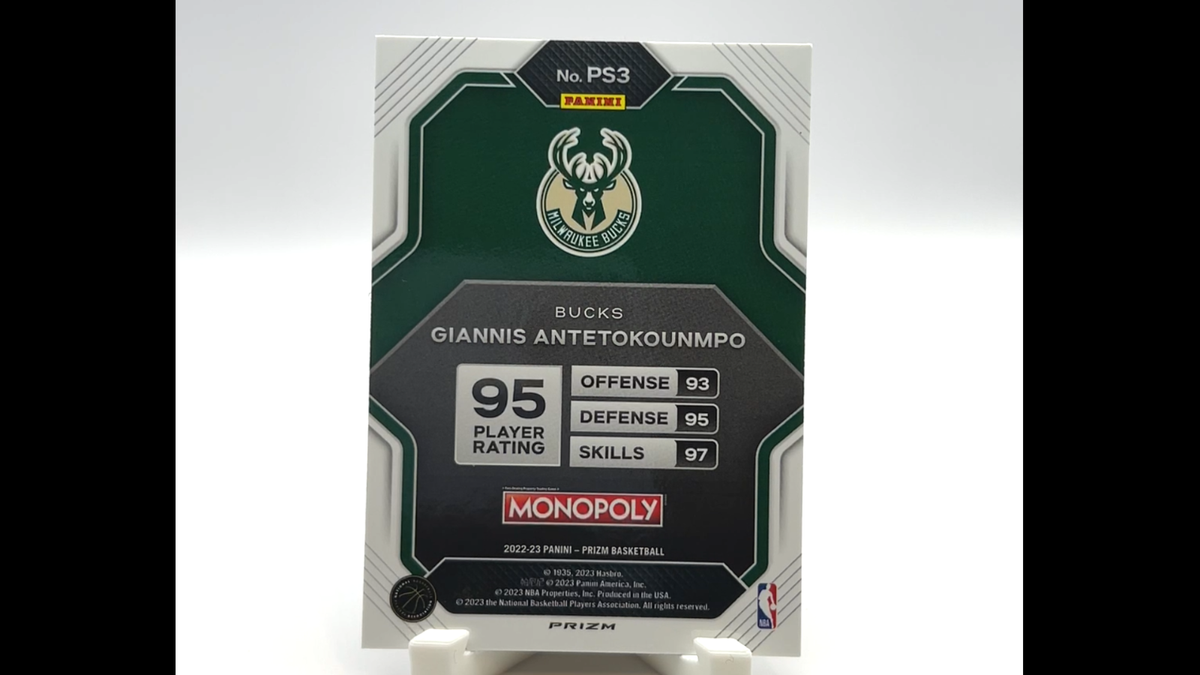 No. PS3
PANINI
MILWAUKEE BUCKS
BUCKS
GIANNIS ANTETOKOUNMPO
95
PLAYER
RATING
OFFENSE 93
DEFENSE 95
SKILLS 97
MONOPOLY
2022-23 PANINI – PRIZM BASKETBALL
© 1935, 2023 Hasbro.
© 2023 Panini America, Inc.
© 2023 NBA Properties, Inc. Produced in the USA.
© 2023 the National Basketball Players Association. All rights reserved.
NBA
PRIZM